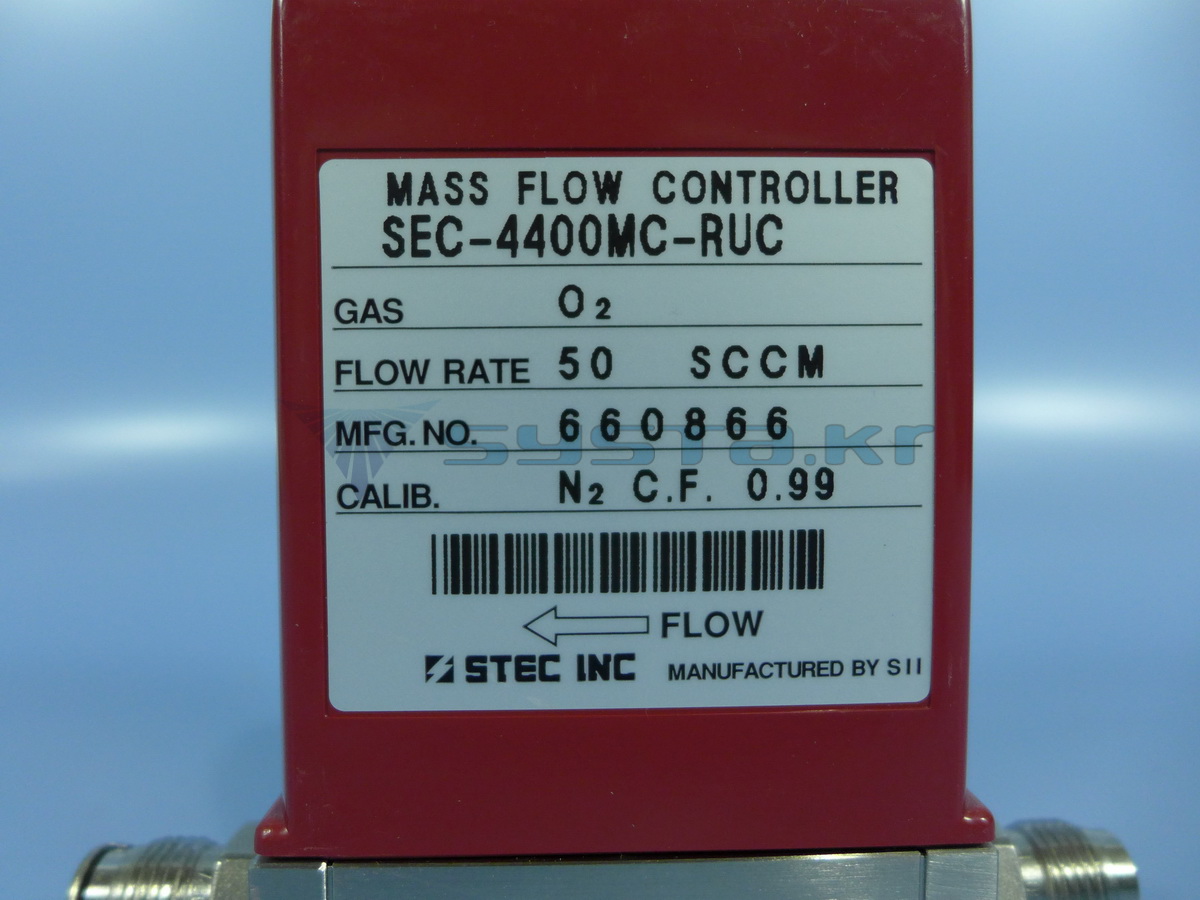 MASS FLOW CONTROLLER
SEC-4400MC-RUC
GAS O₂
FLOW RATE 50 SCCM
MFG. NO. 660866
systa.kr
CALIB. N₂ C.F. 0.99
FLOW
STEC INC MANUFACTURED BY SII